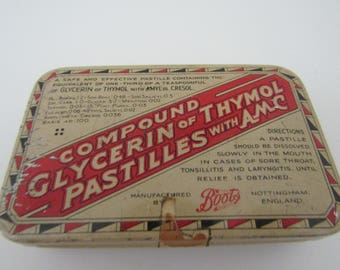 A SAFE AND EFFECTIVE PASTILLE CONTAINING THE
EQUIVALENT OF ONE-THIRD OF A TEASPOONFUL
OF GLYCERIN OF THYMOL WITH AMYL M. CRESOL.
COMPOUND
GLYCERIN OF THYMOL
PASTILLES WITH A.M.C
DIRECTIONS
A PASTILLE
SHOULD BE DISSOLVED
SLOWLY IN THE MOUTH
IN CASES OF SORE THROAT,
TONSILLITIS AND LARYNGITIS, UNTIL
RELIEF IS OBTAINED.
MANUFACTURED
BY
Boots
NOTTINGHAM,
ENGLAND.